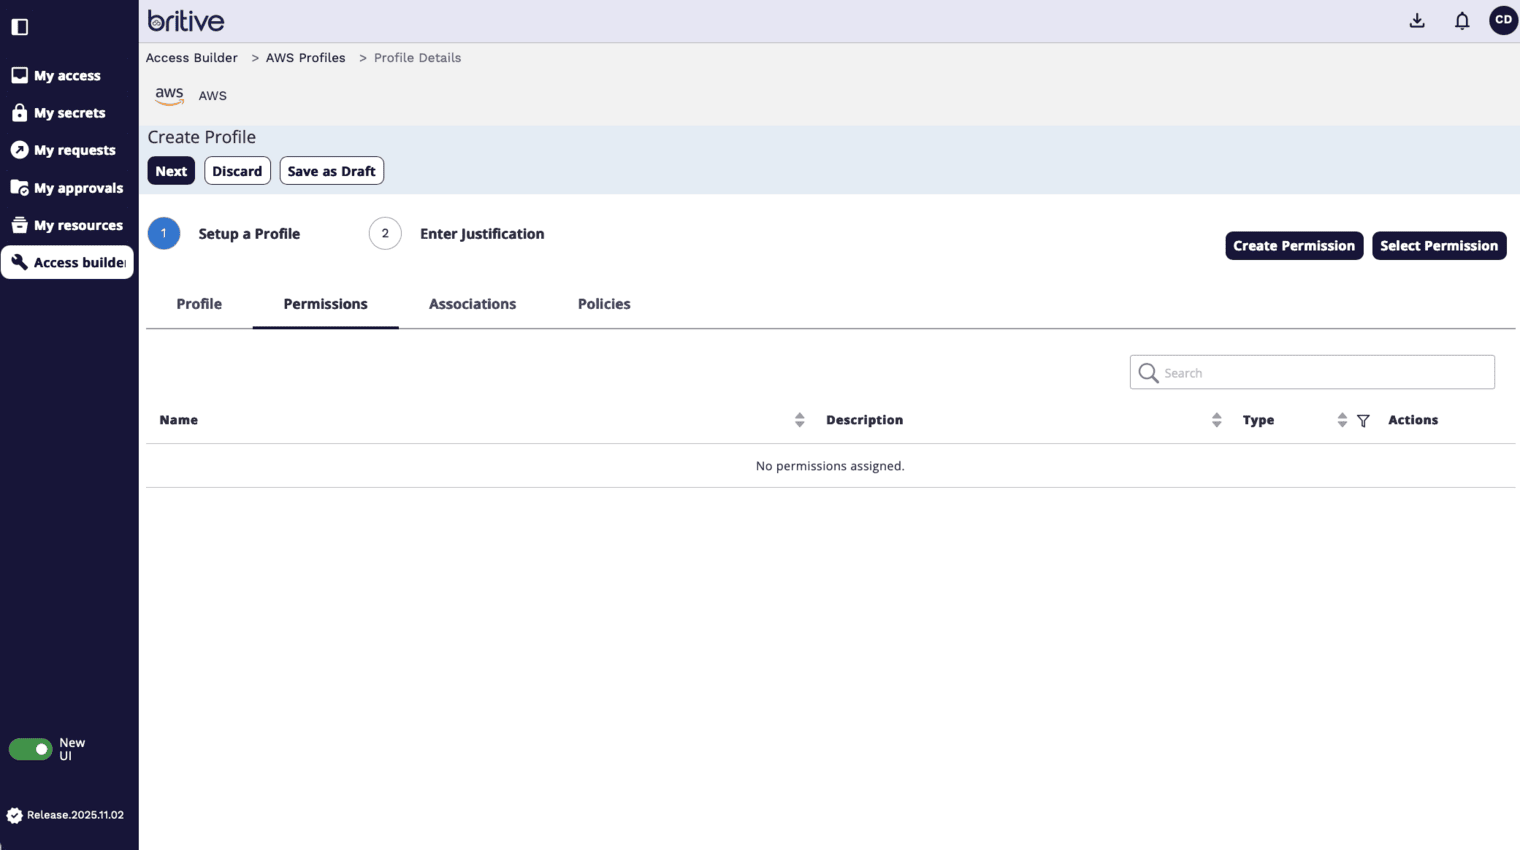 britive
CD
Access Builder > AWS Profiles > Profile Details
aws AWS
Create Profile
Next Discard Save as Draft
My access
My secrets
My requests
My approvals
My resources
Access builder
1 Setup a Profile 2 Enter Justification
Create Permission Select Permission
Profile Permissions Associations Policies
Search
Name Description Type Actions
No permissions assigned.
New
UI
Release.2025.11.02